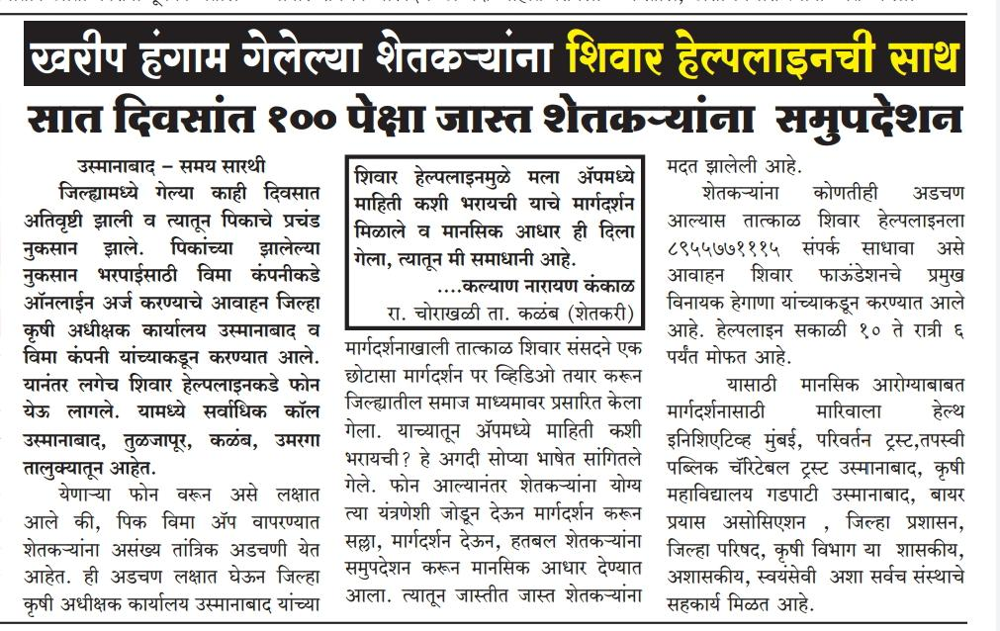 खरीप हंगाम गेलेल्या शेतकऱ्यांना शिवार हेल्पलाइनची साथ
सात दिवसांत १०० पेक्षा जास्त शेतकऱ्यांना समुपदेशन
उस्मानाबाद – समय सारथी
जिल्ह्यामध्ये गेल्या काही दिवसात
अतिवृष्टी झाली व त्यातून पिकाचे प्रचंड
नुकसान झाले. पिकांच्या झालेल्या
नुकसान भरपाईसाठी विमा कंपनीकडे
ऑनलाईन अर्ज करण्याचे आवाहन जिल्हा
कृषी अधीक्षक कार्यालय उस्मानाबाद व
विमा कंपनी यांच्याकडून करण्यात आले.
यानंतर लगेच शिवार हेल्पलाइनकडे फोन
येऊ लागले. यामध्ये सर्वाधिक कॉल
उस्मानाबाद, तुळजापूर, कळंब, उमरगा
तालुक्यातून आहेत.
येणाऱ्या फोन वरून असे लक्षात
आले की, पिक विमा ॲप वापरण्यात
शेतकऱ्यांना असंख्य तांत्रिक अडचणी येत
आहेत. ही अडचण लक्षात घेऊन जिल्हा
कृषी अधीक्षक कार्यालय उस्मानाबाद यांच्या
शिवार हेल्पलाइनमुळे मला ॲपमध्ये
माहिती कशी भरायची याचे मार्गदर्शन
मिळाले व मानसिक आधार ही दिला
गेला, त्यातून मी समाधानी आहे.
....कल्याण नारायण कंकाळ
रा. चोराखळी ता. कळंब (शेतकरी)
मार्गदर्शनाखाली तात्काळ शिवार संसदने एक
छोटासा मार्गदर्शन पर व्हिडिओ तयार करून
जिल्ह्यातील समाज माध्यमावर प्रसारित केला
गेला. याच्यातून ॲपमध्ये माहिती कशी
भरायची? हे अगदी सोप्या भाषेत सांगितले
गेले. फोन आल्यानंतर शेतकऱ्यांना योग्य
त्या यंत्रणेशी जोडून देऊन मार्गदर्शन करून
सल्ला, मार्गदर्शन देऊन, हतबल शेतकऱ्यांना
समुपदेशन करून मानसिक आधार देण्यात
आला. त्यातून जास्तीत जास्त शेतकऱ्यांना
मदत झालेली आहे.
शेतकऱ्यांना कोणतीही अडचण
आल्यास तात्काळ शिवार हेल्पलाइनला
८९५५७७१११५ संपर्क साधावा असे
आवाहन शिवार फाऊंडेशनचे प्रमुख
विनायक हेगाणा यांच्याकडून करण्यात आले
आहे. हेल्पलाइन सकाळी १० ते रात्री ६
पर्यंत मोफत आहे.
यासाठी मानसिक आरोग्याबाबत
मार्गदर्शनासाठी मारिवाला हेल्थ
इनिशिएटिव्ह मुंबई, परिवर्तन ट्रस्ट,तपस्वी
पब्लिक चॅरिटेबल ट्रस्ट उस्मानाबाद, कृषी
महाविद्यालय गडपाटी उस्मानाबाद, बायर
प्रयास असोसिएशन , जिल्हा प्रशासन,
जिल्हा परिषद, कृषी विभाग या शासकीय,
अशासकीय, स्वयंसेवी अशा सर्वच संस्थाचे
सहकार्य मिळत आहे.